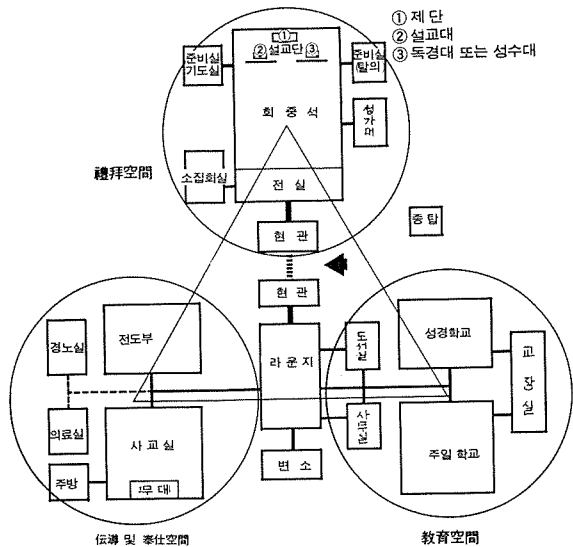 ① 제 단
② 설교대
③ 독경대 또는 성수대
①
② 설교단 ③
준비실
기도실
준비실
탈의
회 중 석
성가대
소집회실
전 실
禮拜空間
현 관
종 탑
현 관
경노실
전도부
라 운 지
도서실
성경학교
교 장 실
의료실
사 교 실
사무실
주일 학교
주방
무 대
변 소
伝導 및 奉仕空間
教育空間